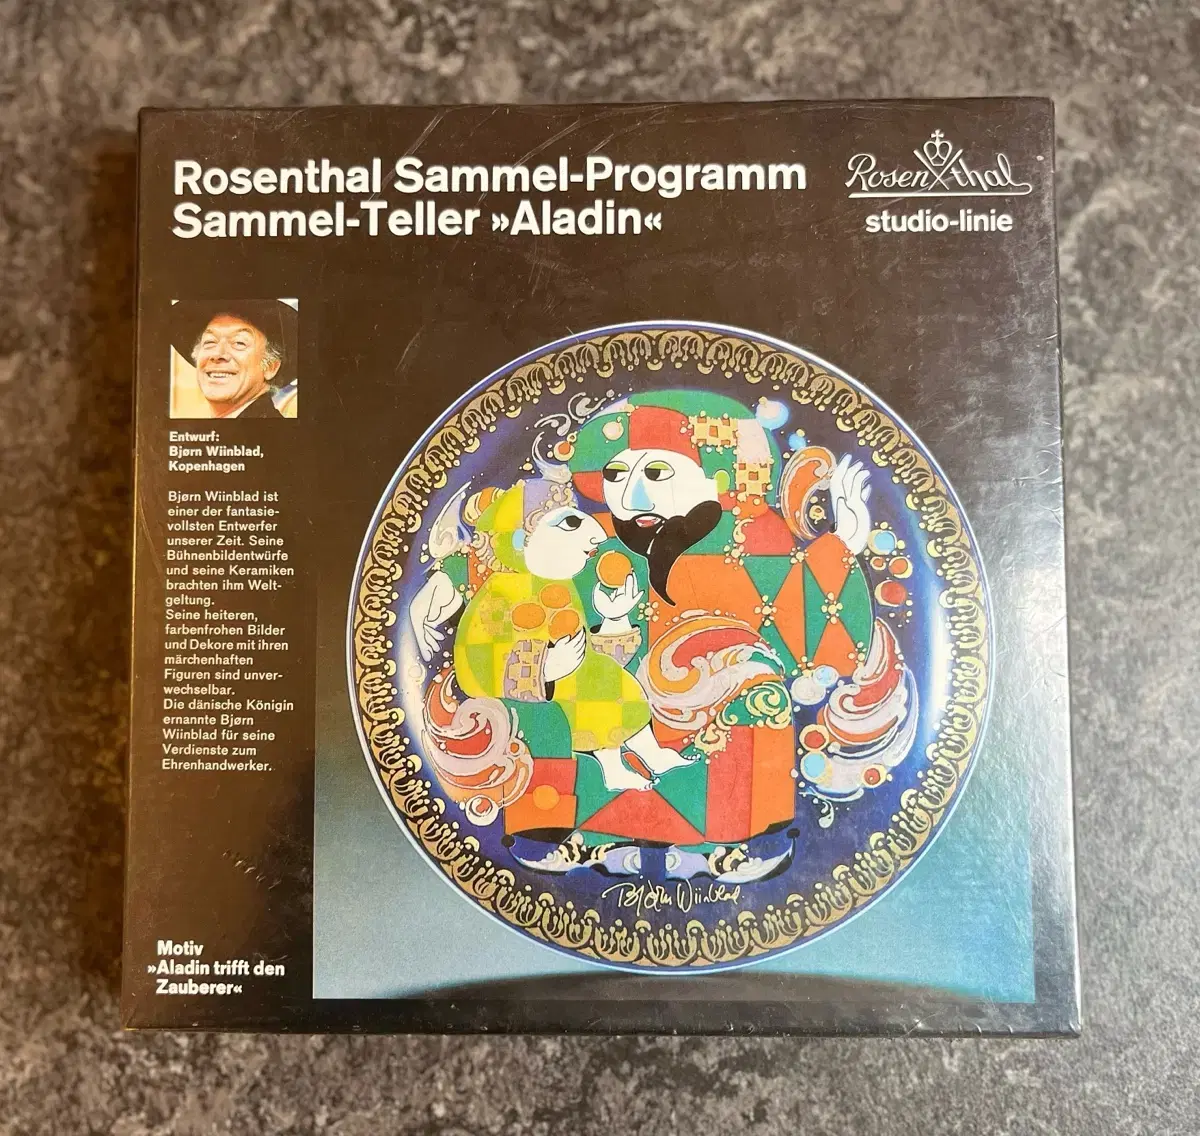 Rosenthal Sammel-Programm
Sammel-Teller »Aladin«
Rosenthal
studio-linie
Entwurf:
Bjørn Wiinblad,
Kopenhagen
Bjørn Wiinblad ist
einer der fantasie-
vollsten Entwerfer
unserer Zeit. Seine
Bühnenbildentwürfe
und seine Keramiken
brachten ihm Welt-
geltung.
Seine heiteren,
farbenfrohen Bilder
und Dekore mit ihren
märchenhaften
Figuren sind unver-
wechselbar.
Die dänische Königin
ernannte Bjørn
Wiinblad für seine
Verdienste zum
Ehrenhandwerker.
Bjørn Wiinblad.
Motiv
»Aladin trifft den
Zauberer«